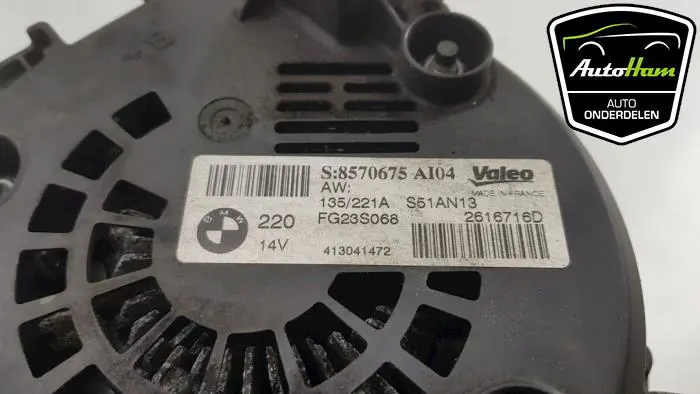 AutoHam
AUTO
ONDERDELEN
S:8570675 AI04 Valeo
AW: MADE IN FRANCE
135/221A S51AN13
BMW 220 FG23S068 2616716D
14V 413041472